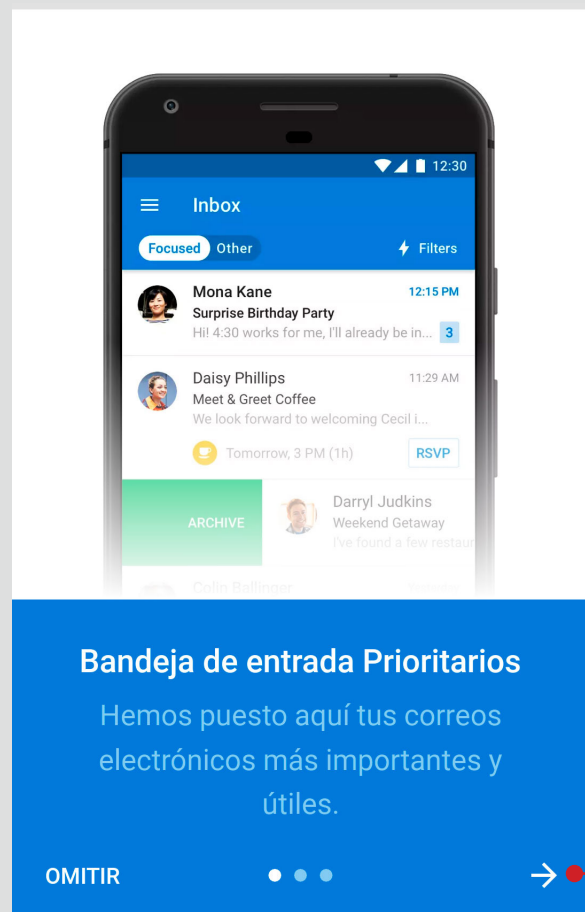 12:30
Inbox
Focused Other Filters
Mona Kane 12:15 PM
Surprise Birthday Party
Hi! 4:30 works for me, I'll already be in... 3
Daisy Phillips 11:29 AM
Meet & Greet Coffee
We look forward to welcoming Cecil i...
Tomorrow, 3 PM (1h) RSVP
ARCHIVE
Darryl Judkins
Weekend Getaway
I've found a few restaur
Colin Ballinger
Bandeja de entrada Prioritarios
Hemos puesto aquí tus correos
electrónicos más importantes y
útiles.
OMITIR